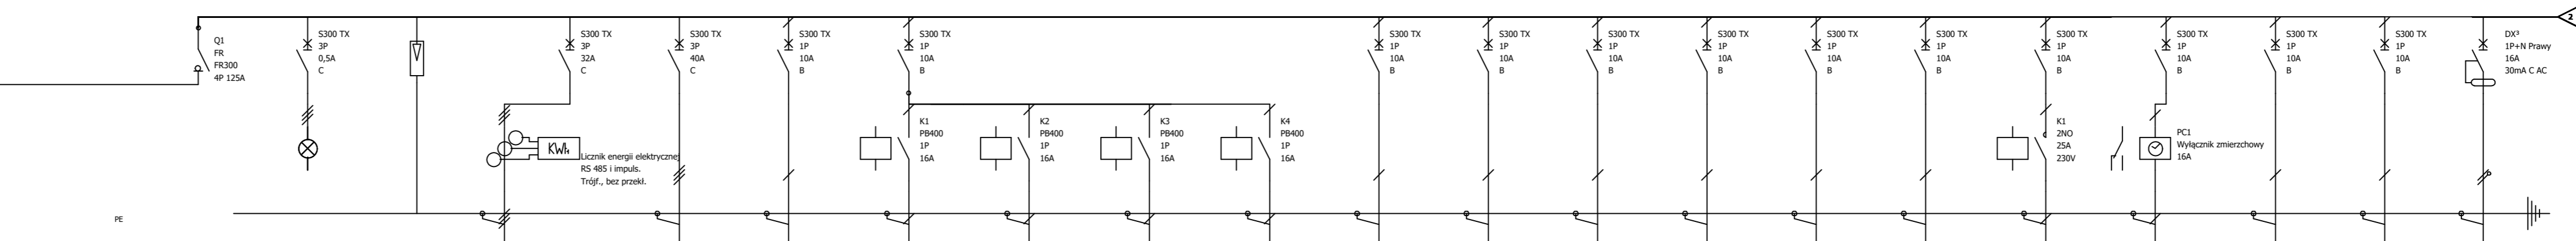 Q1
FR
FR300
4P 125A
S300 TX
3P
0,5A
C
S300 TX
3P
32A
C
S300 TX
3P
40A
C
S300 TX
1P
10A
B
S300 TX
1P
10A
B
S300 TX
1P
10A
B
S300 TX
1P
10A
B
S300 TX
1P
10A
B
S300 TX
1P
10A
B
S300 TX
1P
10A
B
S300 TX
1P
10A
B
S300 TX
1P
10A
B
S300 TX
1P
10A
B
S300 TX
1P
10A
B
S300 TX
1P
10A
B
DX³
1P+N Prawy
16A
30mA C AC
2
KWh
Licznik energii elektrycznej
RS 485 i impuls.
Trójf., bez przekł.
K1
PB400
1P
16A
K2
PB400
1P
16A
K3
PB400
1P
16A
K4
PB400
1P
16A
K1
2NO
25A
230V
PC1
Wyłącznik zmierzchowy
16A
PE